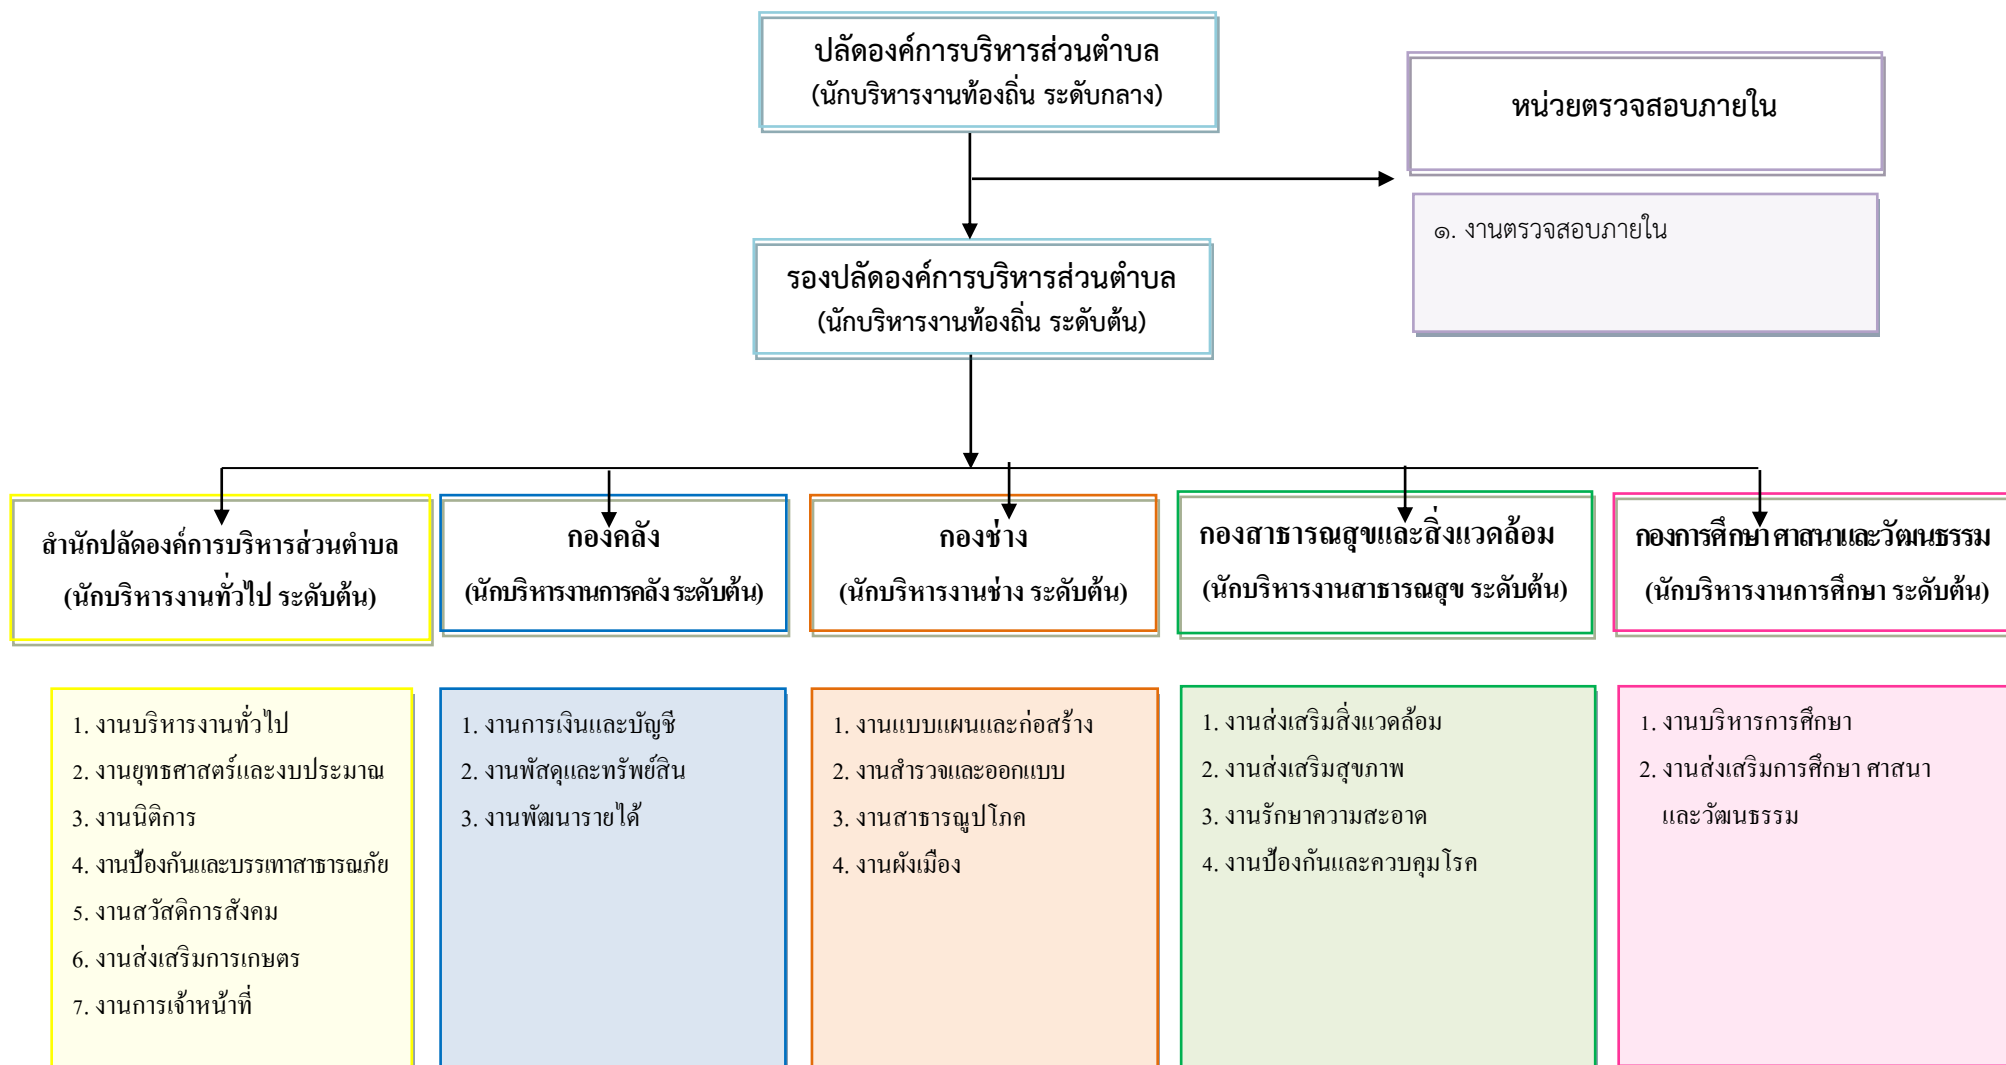 ปลัดองค์การบริหารส่วนตำบล
(นักบริหารงานท้องถิ่น ระดับกลาง)
หน่วยตรวจสอบภายใน
๑. งานตรวจสอบภายใน
รองปลัดองค์การบริหารส่วนตำบล
(นักบริหารงานท้องถิ่น ระดับต้น)
สำนักปลัดองค์การบริหารส่วนตำบล
(นักบริหารงานทั่วไป ระดับต้น)
กองคลัง
(นักบริหารงานการคลัง ระดับต้น)
กองช่าง
(นักบริหารงานช่าง ระดับต้น)
กองสาธารณสุขและสิ่งแวดล้อม
(นักบริหารงานสาธารณสุข ระดับต้น)
กองการศึกษา ศาสนาและวัฒนธรรม
(นักบริหารงานการศึกษา ระดับต้น)
1. งานบริหารงานทั่วไป
2. งานยุทธศาสตร์และงบประมาณ
3. งานนิติการ
4. งานป้องกันและบรรเทาสาธารณภัย
5. งานสวัสดิการสังคม
6. งานส่งเสริมการเกษตร
7. งานการเจ้าหน้าที่
1. งานการเงินและบัญชี
2. งานพัสดุและทรัพย์สิน
3. งานพัฒนารายได้
1. งานแบบแผนและก่อสร้าง
2. งานสำรวจและออกแบบ
3. งานสาธารณูปโภค
4. งานผังเมือง
1. งานส่งเสริมสิ่งแวดล้อม
2. งานส่งเสริมสุขภาพ
3. งานรักษาความสะอาด
4. งานป้องกันและควบคุมโรค
1. งานบริหารการศึกษา
2. งานส่งเสริมการศึกษา ศาสนา
และวัฒนธรรม